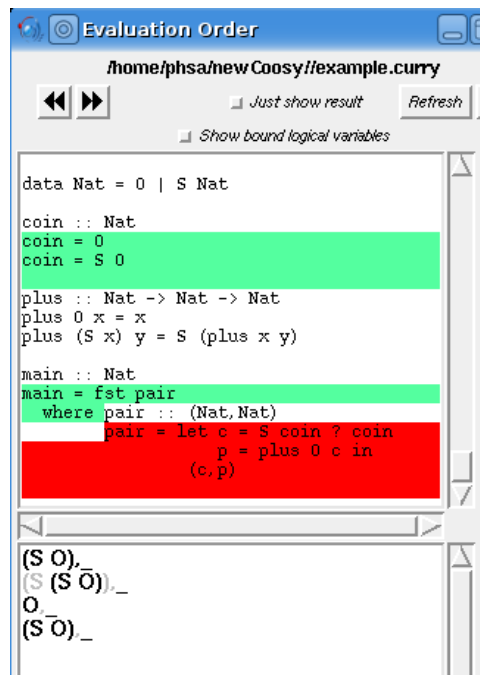 Evaluation Order
/home/phsa/newCoosy//example.curry
Just show result Refresh
Show bound logical variables
data Nat = O | S Nat
coin :: Nat
coin = O
coin = S O
plus :: Nat -> Nat -> Nat
plus O x = x
plus (S x) y = S (plus x y)
main :: Nat
main = fst pair
where pair :: (Nat,Nat)
pair = let c = S coin ? coin
p = plus O c in
(c,p)
(S O),_
(S (S O)),_
O,_
(S O),_